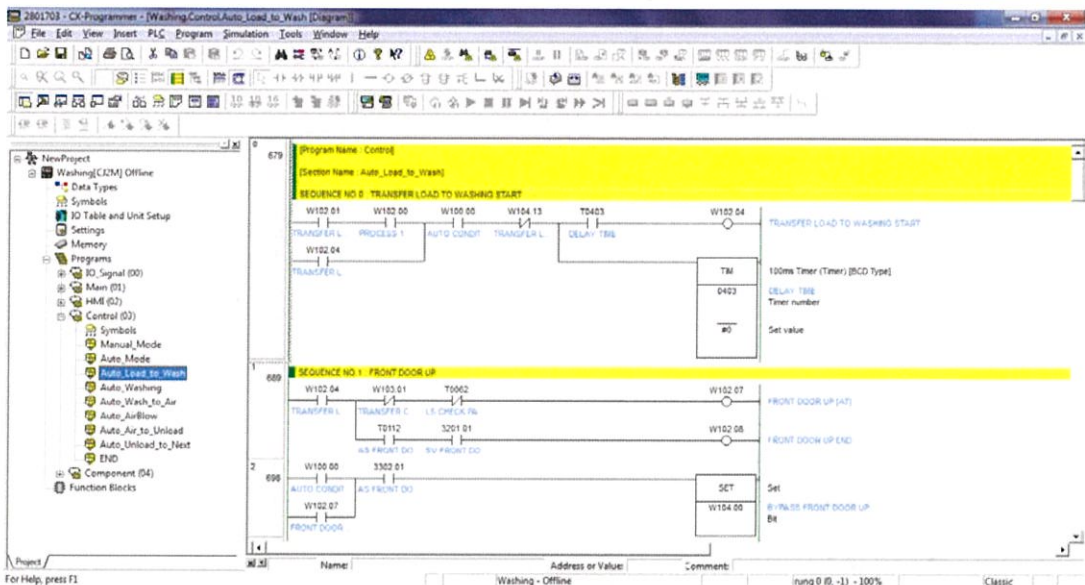 2801703 - CX-Programmer - [Washing.Control.Auto_Load_to_Wash [Diagram]]
File Edit View Insert PLC Program Simulation Tools Window Help
NewProject
Washing[CJ2M] Offline
Data Types
Symbols
IO Table and Unit Setup
Settings
Memory
Programs
IO_Signal (00)
Main (01)
HMI (02)
Control (03)
Symbols
Manual_Mode
Auto_Mode
Auto_Load_to_Wash
Auto_Washing
Auto_Wash_to_Air
Auto_AirBlow
Auto_Air_to_Unload
Auto_Unload_to_Next
END
Component (04)
Function Blocks
Project
0
679
[Program Name : Control]
[Section Name : Auto_Load_to_Wash]
SEQUENCE NO.0 : TRANSFER LOAD TO WASHING START
W102.01 W182.00 W100.00 W184.13 T0403 W102.04
TRANSFER L PROCESS 1 AUTO CONDIT TRANSFER L DELAY TIME TRANSFER LOAD TO WASHING START
W102.04
TRANSFER L
TIM 100ms Timer (Timer) [BCD Type]
0403 DELAY TIME
Timer number
#0 Set value
1
689
SEQUENCE NO.1 : FRONT DOOR UP
W102.04 W103.01 T0062 W102.07
TRANSFER L TRANSFER C LS CHECK PA FRONT DOOR UP (AT)
T0112 3201.01 W102.08
AS FRONT DO SV FRONT DO FRONT DOOR UP END
2
698
W100.00 3302.01
AUTO CONDIT AS FRONT DO SET Set
W102.07 W104.00 BYPASS FRONT DOOR UP
FRONT DOOR Bit
Name: Address or Value: Comment:
For Help, press F1 Washing - Offline rung 0 (0, -1) - 100% Classic